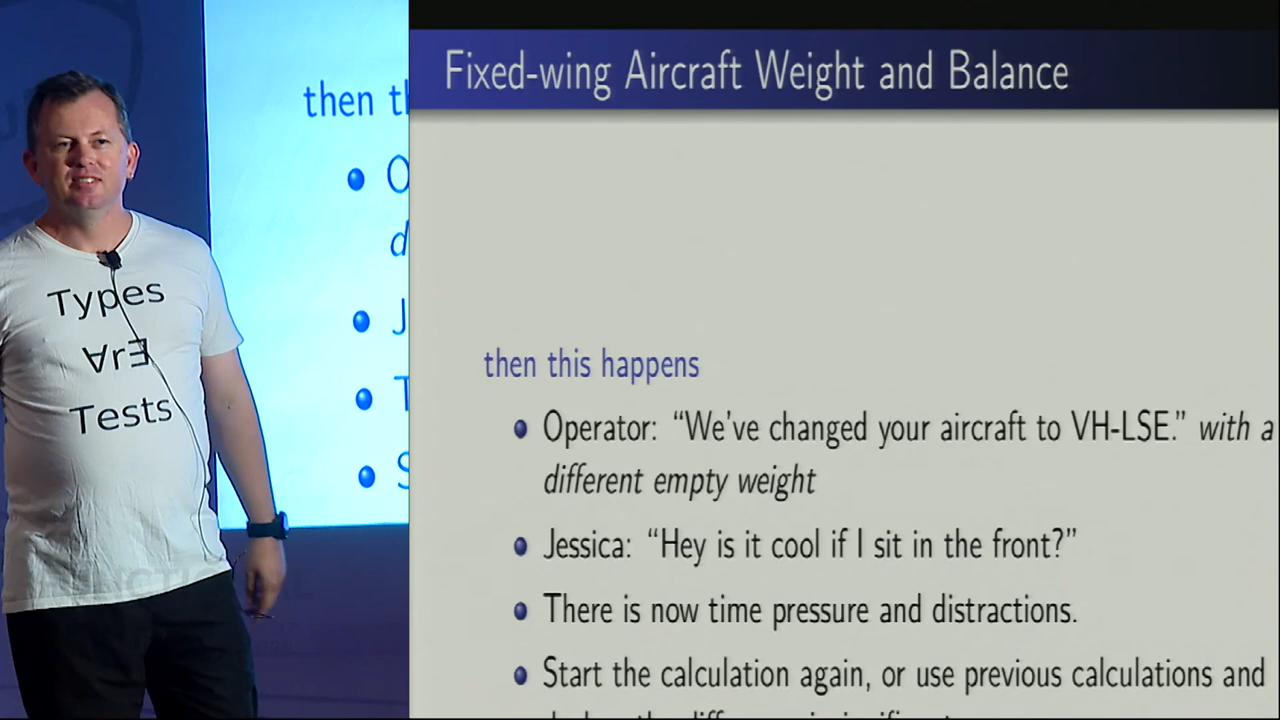 Types
∀rƎ
Tests
then th
O
d
J
T
S
Fixed-wing Aircraft Weight and Balance
then this happens
Operator: “We’ve changed your aircraft to VH-LSE.” with a
different empty weight
Jessica: “Hey is it cool if I sit in the front?”
There is now time pressure and distractions.
Start the calculation again, or use previous calculations and